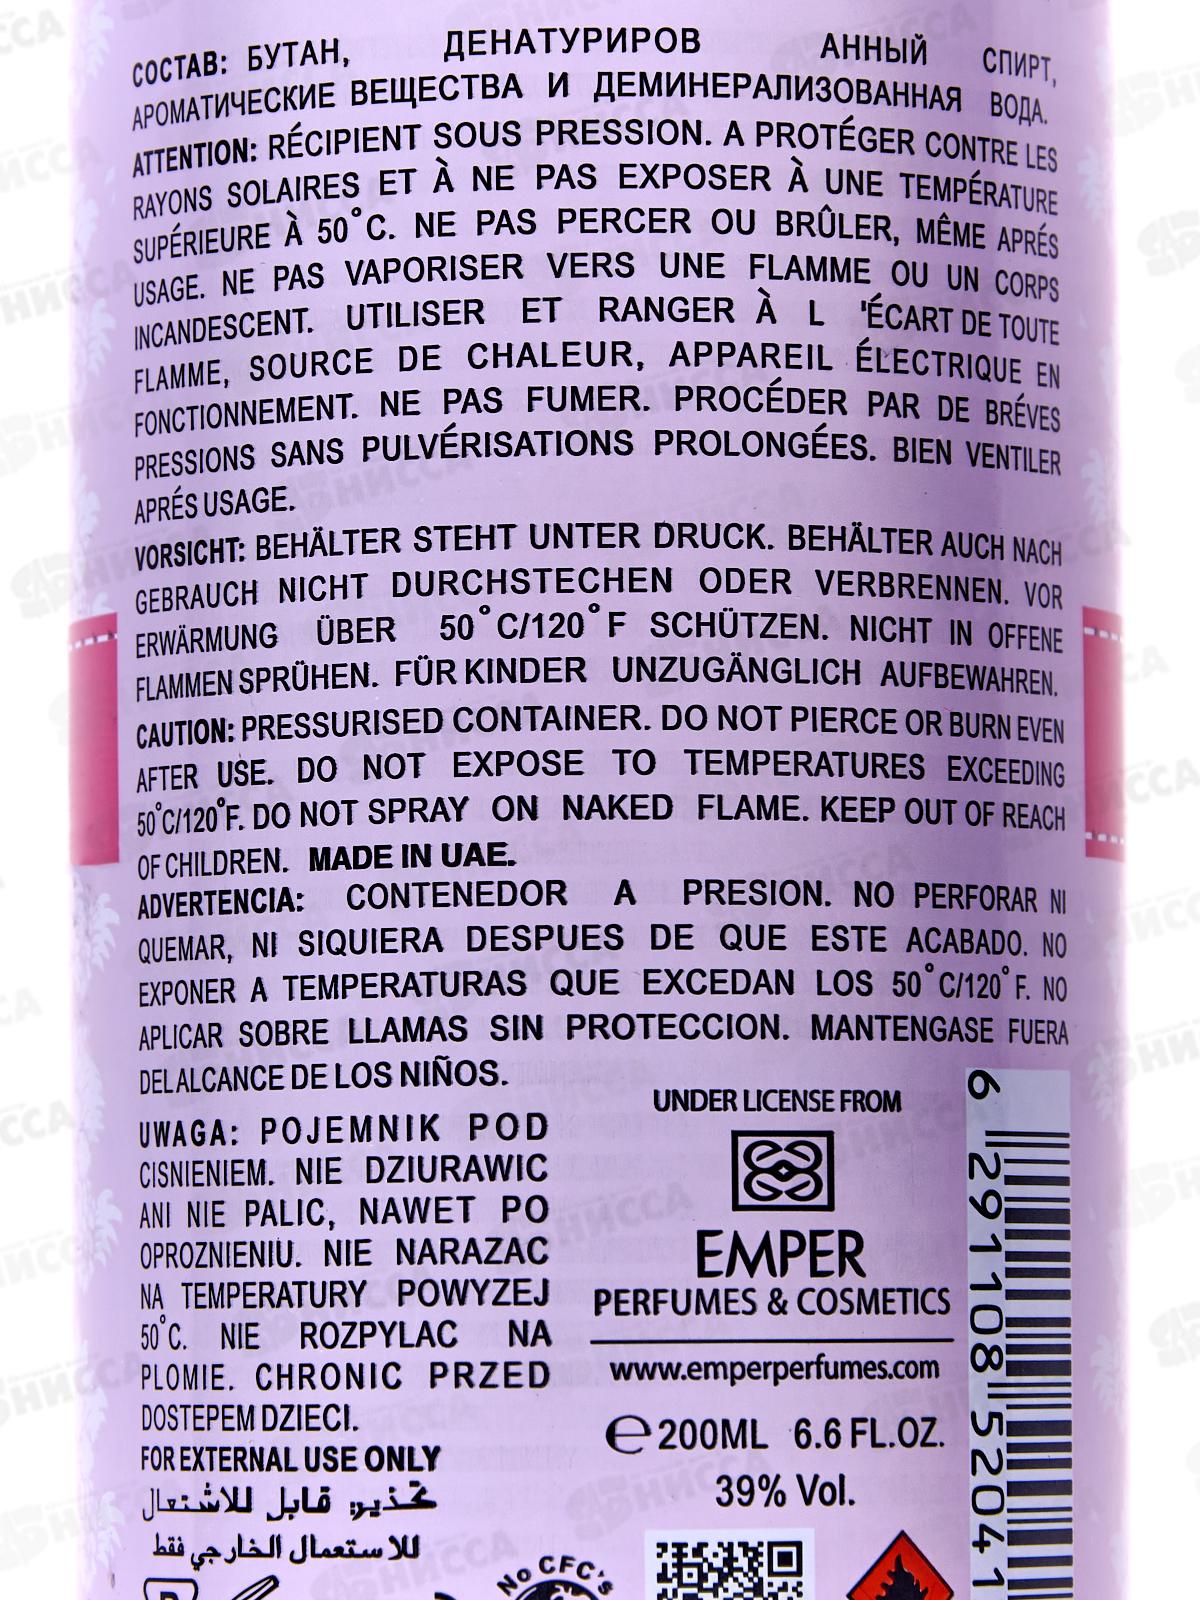 СОСТАВ: БУТАН, ДЕНАТУРИРОВ АННЫЙ СПИРТ,
АРОМАТИЧЕСКИЕ ВЕЩЕСТВА И ДЕМИНЕРАЛИЗОВАННАЯ ВОДА.
ATTENTION: RÉCIPIENT SOUS PRESSION. A PROTÉGER CONTRE LES
RAYONS SOLAIRES ET À NE PAS EXPOSER À UNE TEMPÉRATURE
SUPÉRIEURE À 50°C. NE PAS PERCER OU BRÛLER, MÊME APRÉS
USAGE. NE PAS VAPORISER VERS UNE FLAMME OU UN CORPS
INCANDESCENT. UTILISER ET RANGER À L 'ÉCART DE TOUTE
FLAMME, SOURCE DE CHALEUR, APPAREIL ÉLECTRIQUE EN
FONCTIONNEMENT. NE PAS FUMER. PROCÉDER PAR DE BRÉVES
PRESSIONS SANS PULVÉRISATIONS PROLONGÉES. BIEN VENTILER
APRÉS USAGE.
VORSICHT: BEHÄLTER STEHT UNTER DRUCK. BEHÄLTER AUCH NACH
GEBRAUCH NICHT DURCHSTECHEN ODER VERBRENNEN. VOR
ERWÄRMUNG ÜBER 50°C/120°F SCHÜTZEN. NICHT IN OFFENE
FLAMMEN SPRÜHEN. FÜR KINDER UNZUGÄNGLICH AUFBEWAHREN.
CAUTION: PRESSURISED CONTAINER. DO NOT PIERCE OR BURN EVEN
AFTER USE. DO NOT EXPOSE TO TEMPERATURES EXCEEDING
50°C/120°F. DO NOT SPRAY ON NAKED FLAME. KEEP OUT OF REACH
OF CHILDREN. MADE IN UAE.
ADVERTENCIA: CONTENEDOR A PRESION. NO PERFORAR NI
QUEMAR, NI SIQUIERA DESPUES DE QUE ESTE ACABADO. NO
EXPONER A TEMPERATURAS QUE EXCEDAN LOS 50°C/120°F. NO
APLICAR SOBRE LLAMAS SIN PROTECCION. MANTENGASE FUERA
DEL ALCANCE DE LOS NIÑOS.
UWAGA: POJEMNIK POD
CISNIENIEM. NIE DZIURAWIC
ANI NIE PALIC, NAWET PO
OPROZNIENIU. NIE NARAZAC
NA TEMPERATURY POWYZEJ
50°C. NIE ROZPYLAC NA
PLOMIE. CHRONIC PRZED
DOSTEPEM DZIECI.
FOR EXTERNAL USE ONLY
تحذير: قابل للاشتعال
للاستعمال الخارجي فقط
UNDER LICENSE FROM
EMPER
PERFUMES & COSMETICS
www.emperperfumes.com
℮ 200ML 6.6 FL.OZ.
39% Vol.
NO CFC's
6 291108 52041